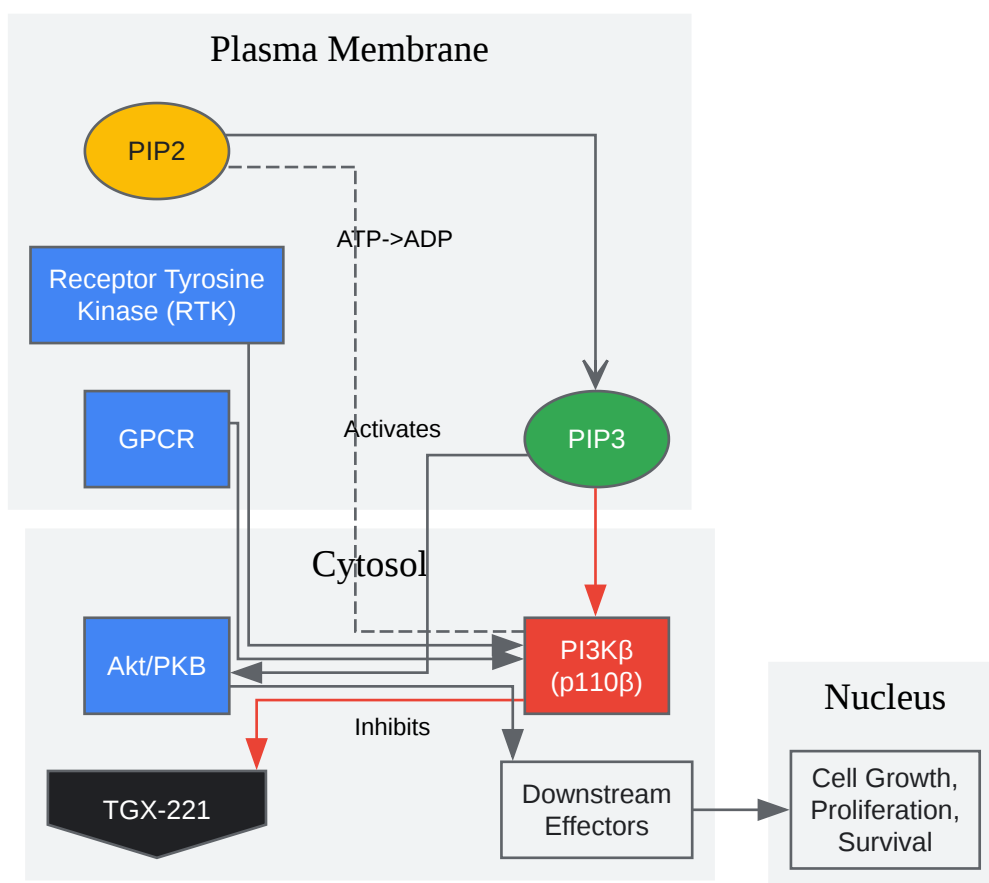 Plasma Membrane
PIP2
ATP->ADP
Receptor Tyrosine
Kinase (RTK)
GPCR
Activates
PIP3
Cytosol
Akt/PKB
PI3Kβ
(p110β)
Inhibits
TGX-221
Downstream
Effectors
Nucleus
Cell Growth,
Proliferation,
Survival